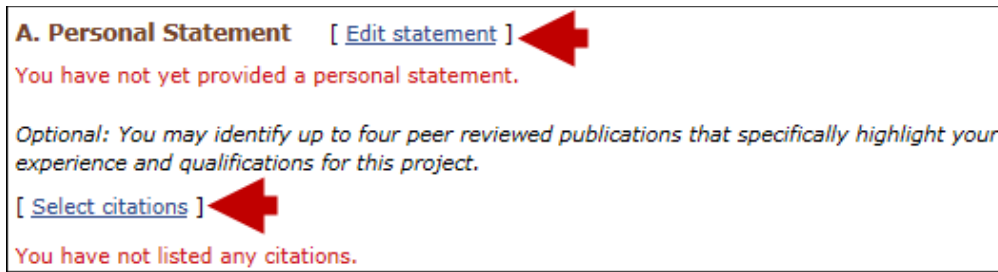 A. Personal Statement [ Edit statement ]
You have not yet provided a personal statement.
Optional: You may identify up to four peer reviewed publications that specifically highlight your
experience and qualifications for this project.
[ Select citations ]
You have not listed any citations.